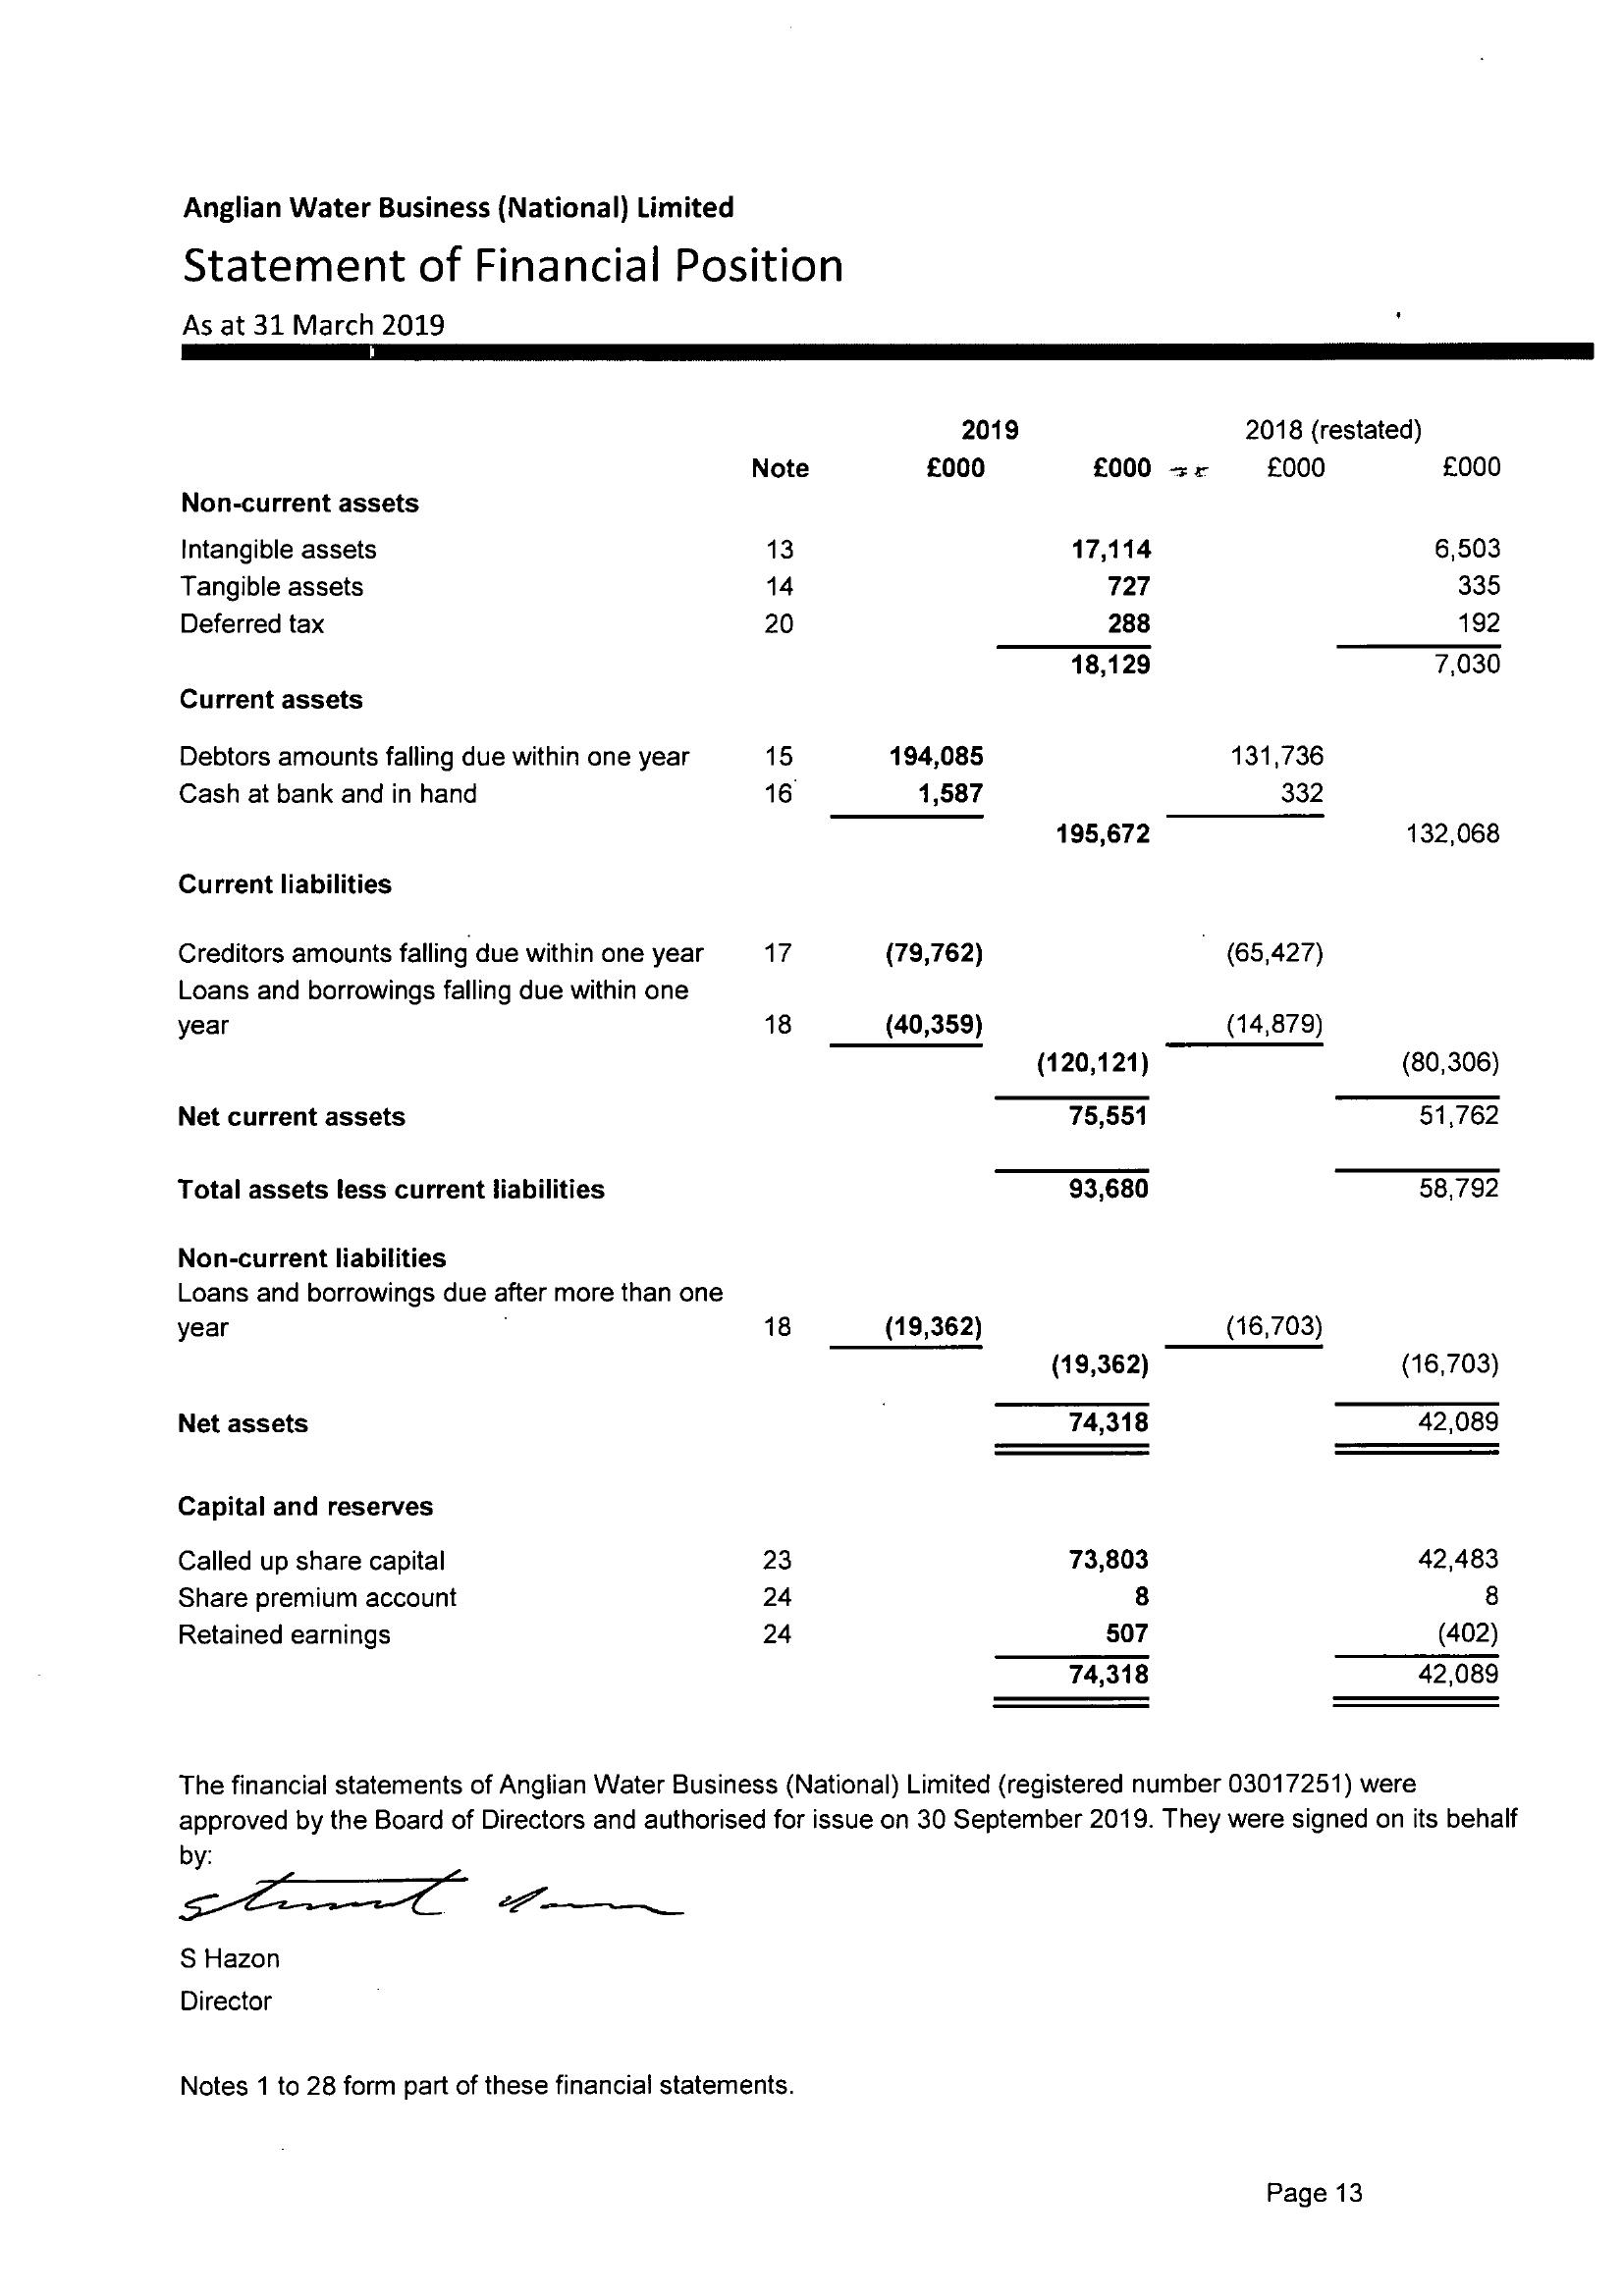 Anglian Water Business (National) Limited
Statement of Financial Position
As at 31 March 2019
2019 2018 (restated)
Note £000 £000 £000 £000
Non-current assets
Intangible assets 13 17,114 6,503
Tangible assets 14 727 335
Deferred tax 20 288 192
18,129 7,030
Current assets
Debtors amounts falling due within one year 15 194,085 131,736
Cash at bank and in hand 16 1,587 332
195,672 132,068
Current liabilities
Creditors amounts falling due within one year 17 (79,762) (65,427)
Loans and borrowings falling due within one
year 18 (40,359) (14,879)
(120,121) (80,306)
Net current assets 75,551 51,762
Total assets less current liabilities 93,680 58,792
Non-current liabilities
Loans and borrowings due after more than one
year 18 (19,362) (16,703)
(19,362) (16,703)
Net assets 74,318 42,089
Capital and reserves
Called up share capital 23 73,803 42,483
Share premium account 24 8 8
Retained earnings 24 507 (402)
74,318 42,089
The financial statements of Anglian Water Business (National) Limited (registered number 03017251) were
approved by the Board of Directors and authorised for issue on 30 September 2019. They were signed on its behalf
by:
S Hazon
Director
Notes 1 to 28 form part of these financial statements.
Page 13